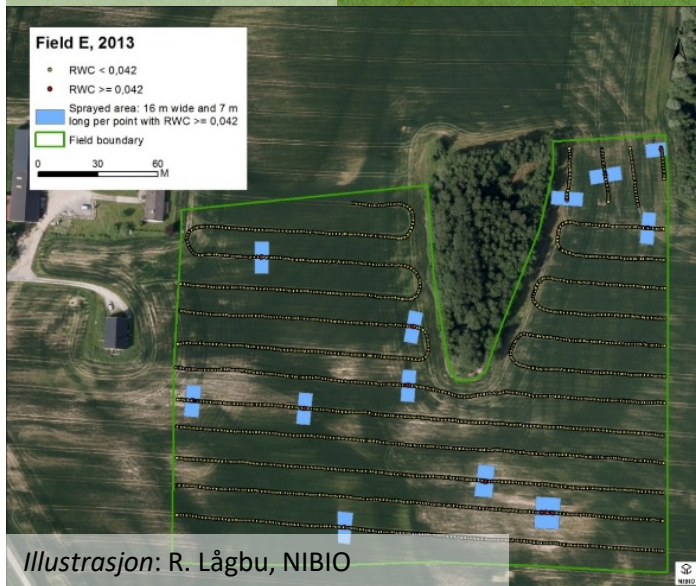 Field E, 2013
RWC < 0,042
RWC >= 0,042
Sprayed area: 16 m wide and 7 m
long per point with RWC >= 0,042
Field boundary
0 30 60
M
Illustrasjon: R. Lågbu, NIBIO
NIBIO